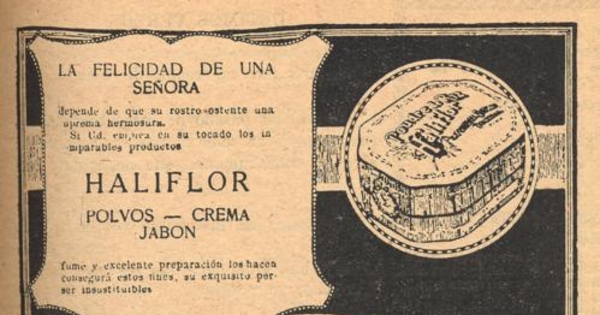 LA FELICIDAD DE UNA
SEÑORA
depende de que su rostro ostente una
suprema hermosura.
Si Ud. emplea en su tocado los in
mparables productos
HALIFLOR
POLVOS — CREMA
JABON
fume y excelente preparación los hacen
conseguirá estos fines, su exquisito per-
ser insustituibles